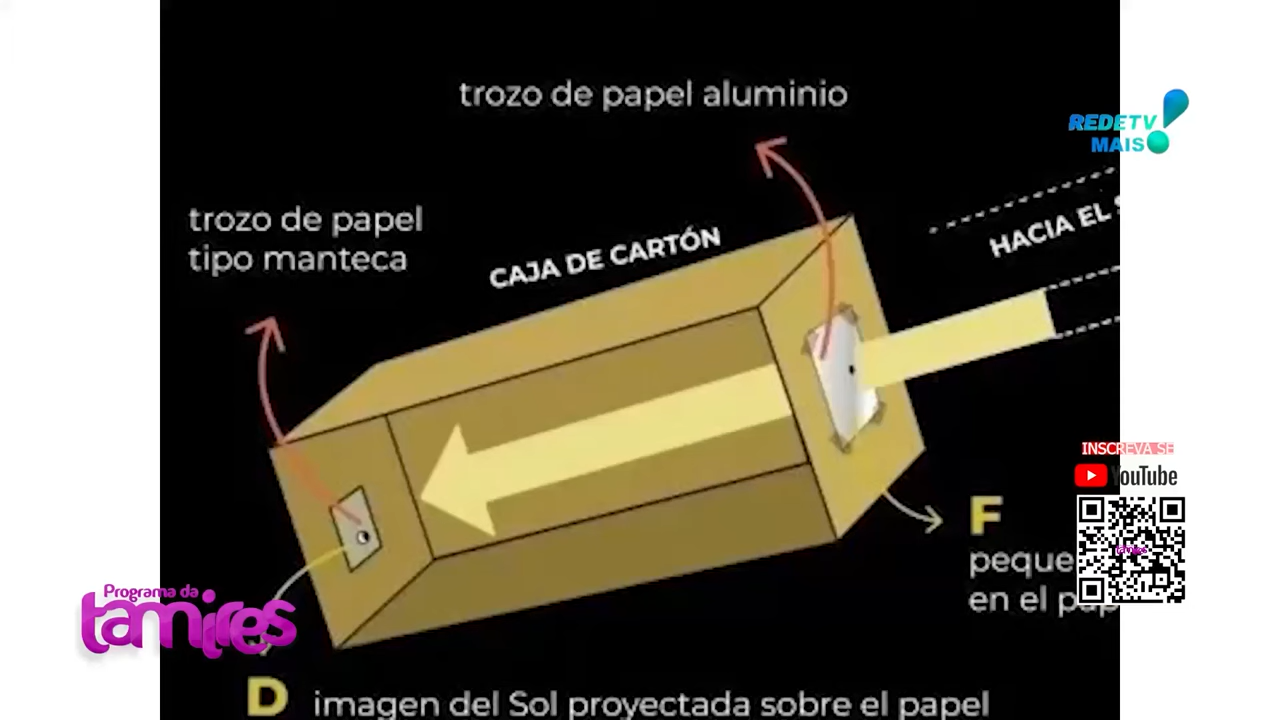 trozo de papel aluminio
REDETV
MAIS
trozo de papel
tipo manteca
CAJA DE CARTÓN
HACIA EL
INSCREVA SE
YouTube
F
peque
en el pap
Programa da
tamires
tamires
D imagen del Sol proyectada sobre el papel